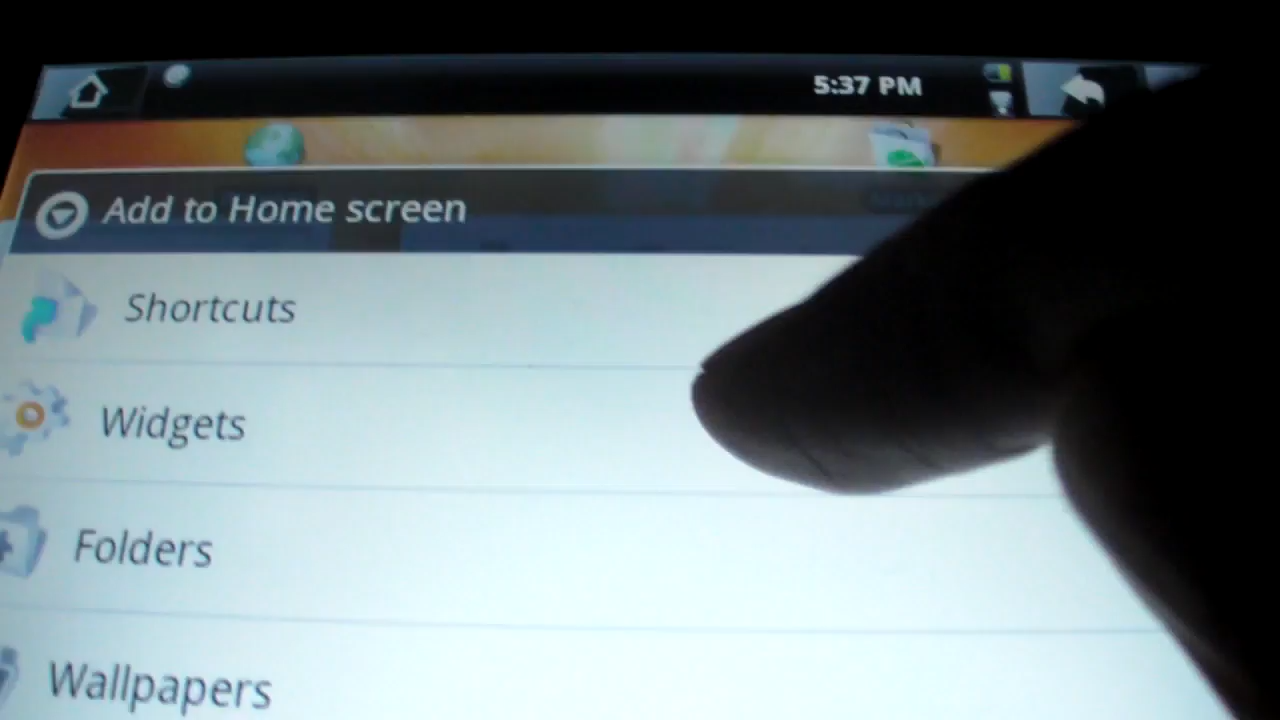 5:37 PM
Add to Home screen
Shortcuts
Widgets
Folders
Wallpapers